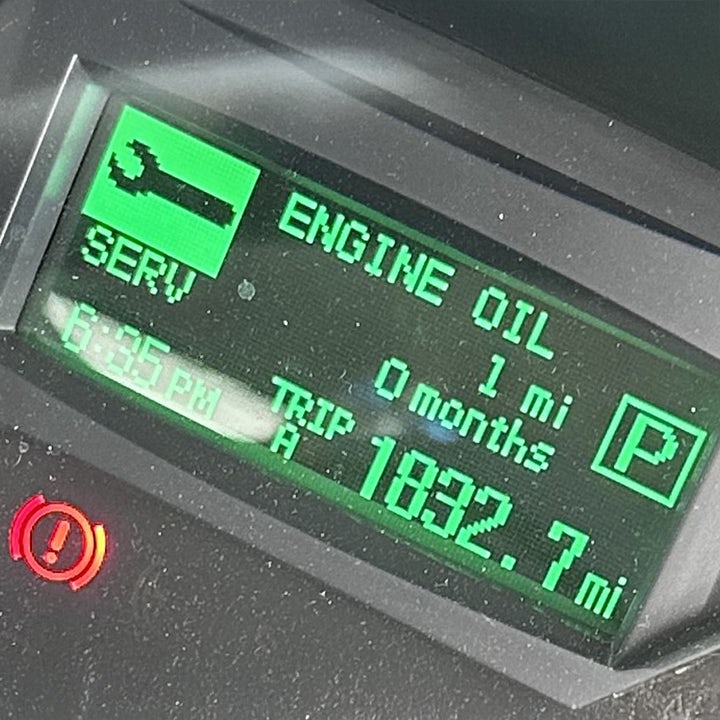 SERV
ENGINE OIL
1 mi
0 months
6:35 PM
TRIP
A
1832.7 mi
P
!